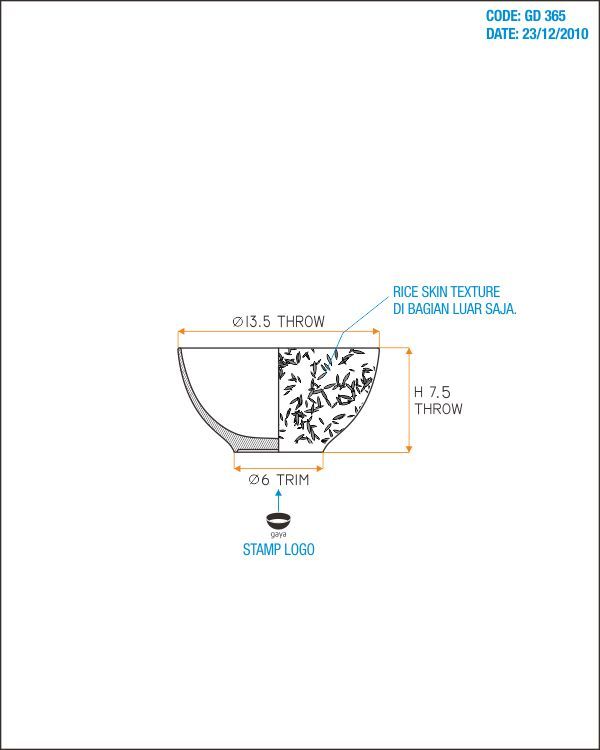 CODE: GD 365
DATE: 23/12/2010
RICE SKIN TEXTURE
DI BAGIAN LUAR SAJA.
Ø13.5 THROW
H 7.5
THROW
Ø6 TRIM
gaya
STAMP LOGO